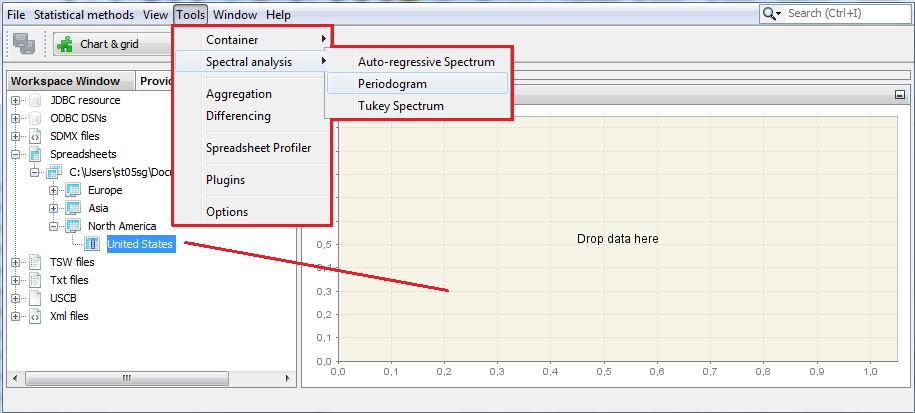 File Statistical methods View Tools Window Help Search (Ctrl+I)
Chart & grid
Container
Spectral analysis
Aggregation
Differencing
Spreadsheet Profiler
Plugins
Options
Auto-regressive Spectrum
Periodogram
Tukey Spectrum
Workspace Window Provid
JDBC resource
ODBC DSNs
SDMX files
Spreadsheets
C:\Users\st05sg\Docu
Europe
Asia
North America
United States
TSW files
Txt files
USCB
Xml files
Drop data here
0,5
0,4
0,3
0,2
0,1
0,0
0,0 0,1 0,2 0,3 0,4 0,5 0,6 0,7 0,8 0,9 1,0